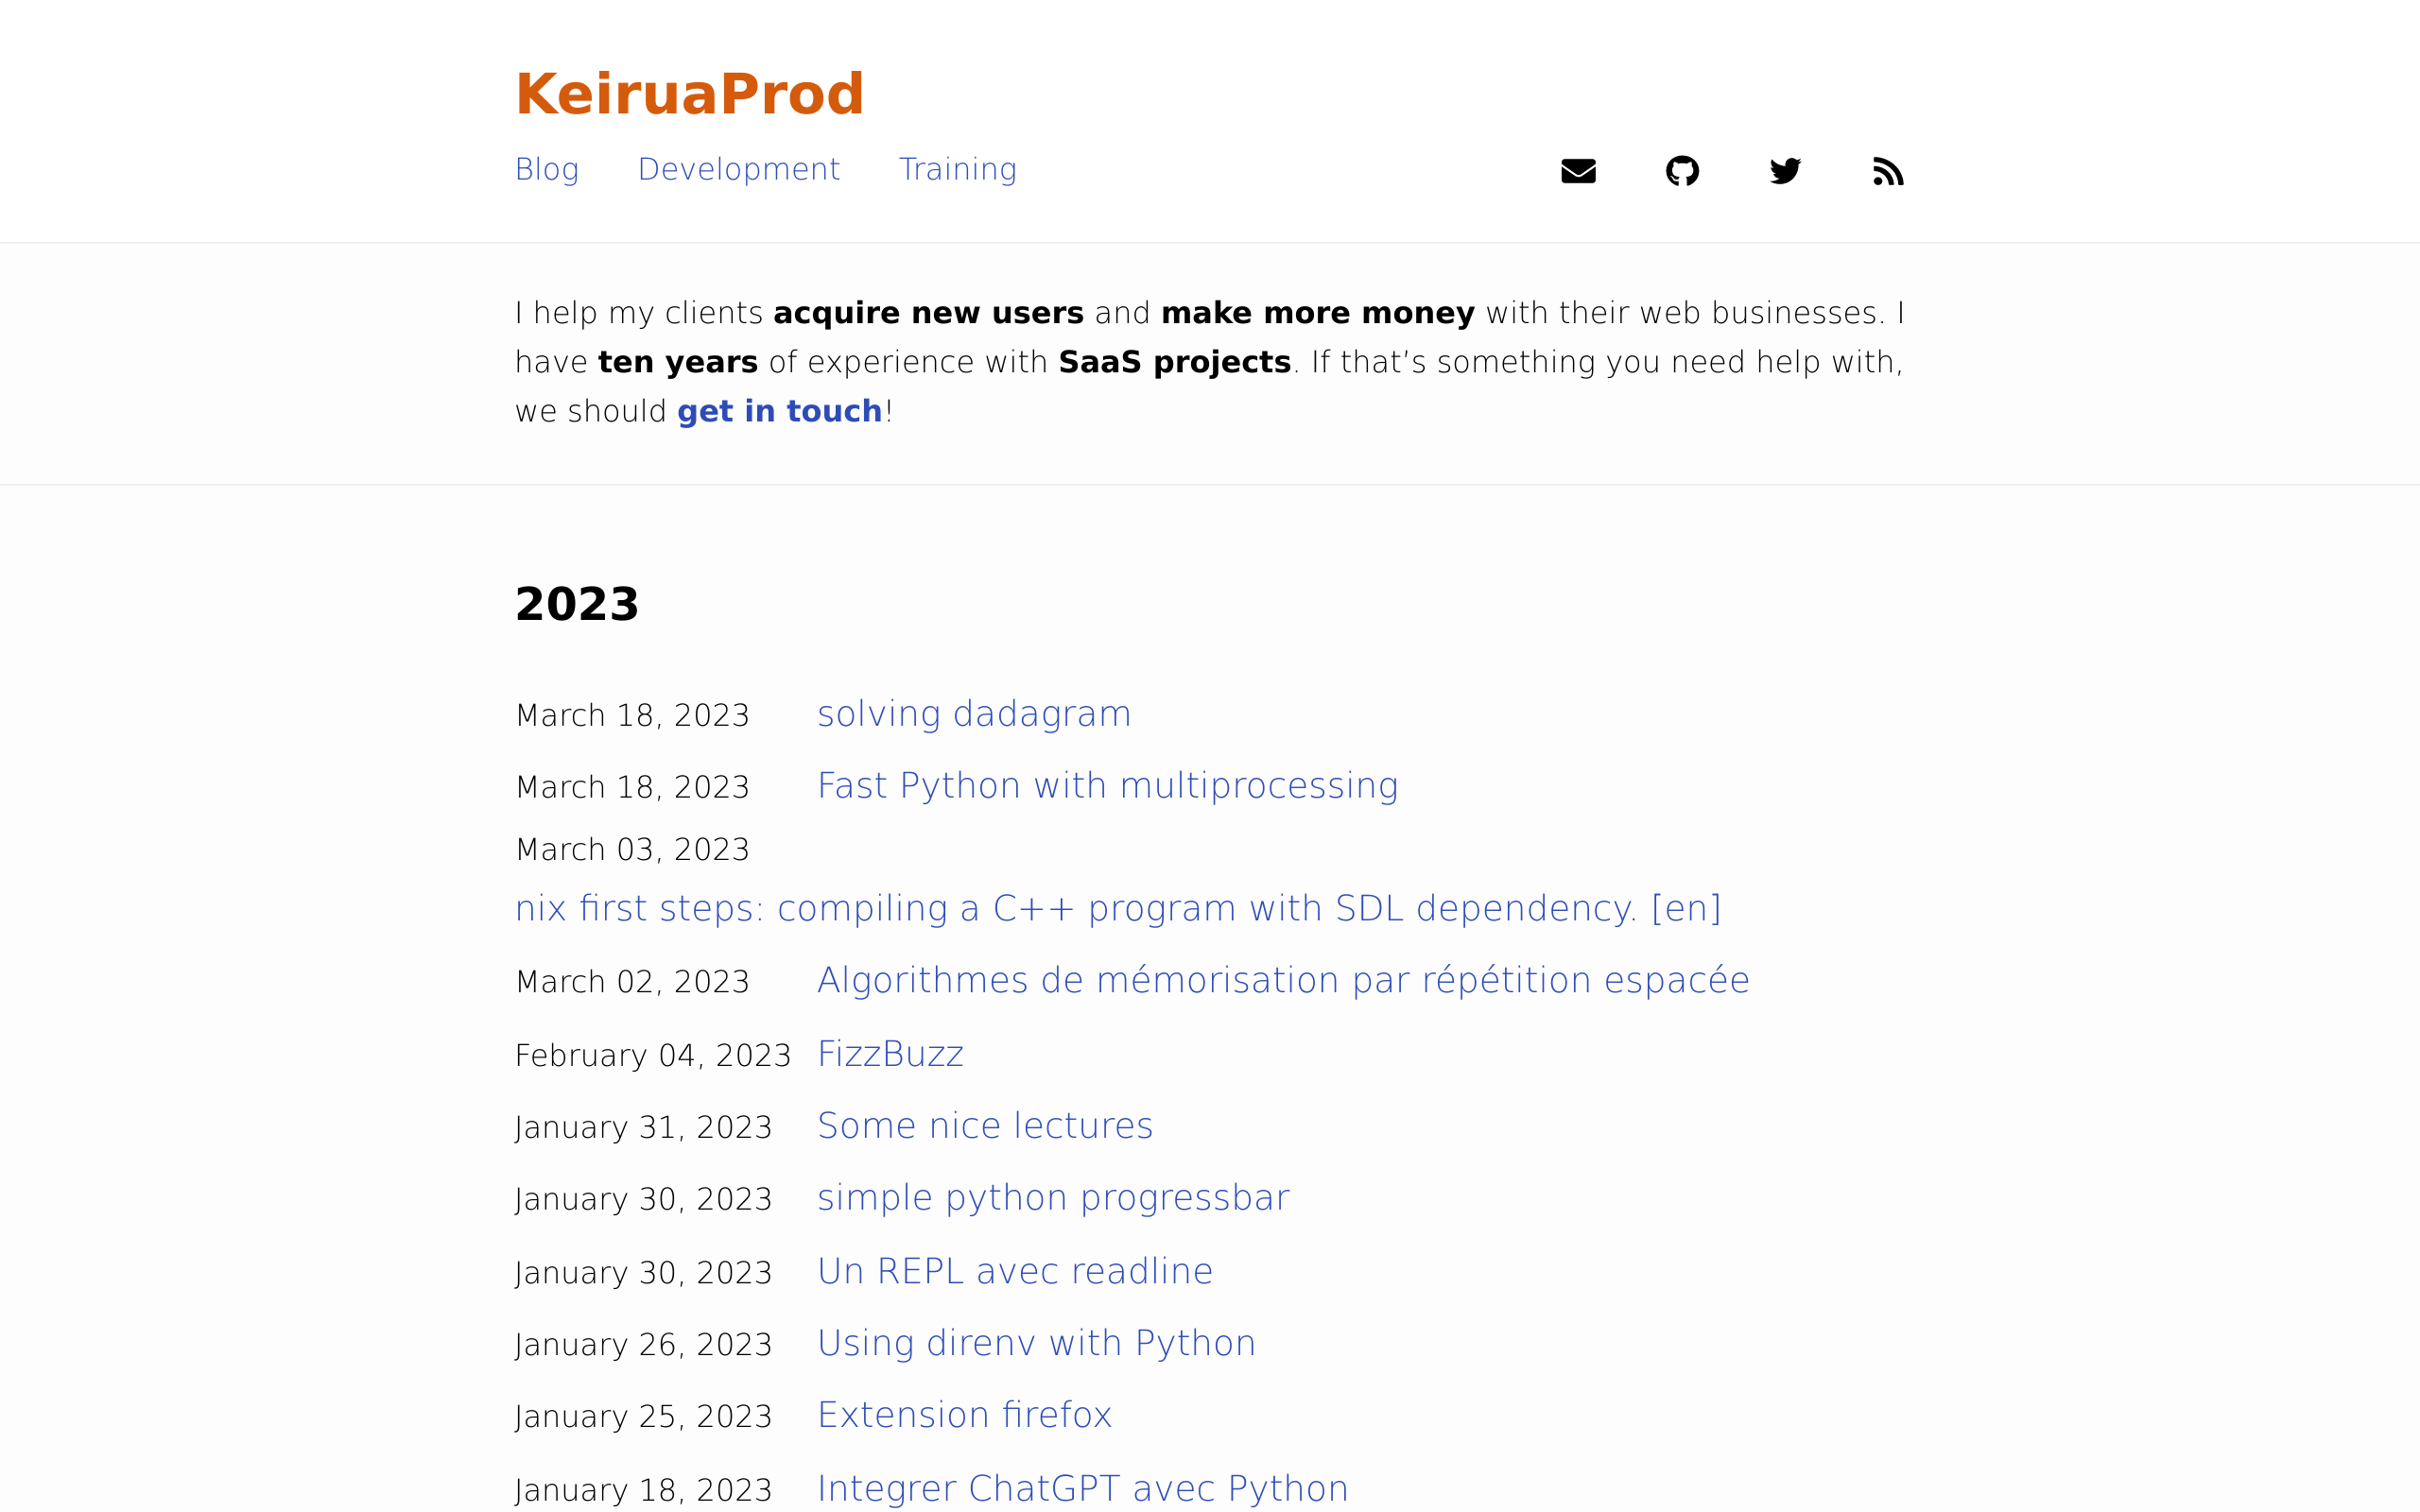 KeiruaProd
Blog Development Training
I help my clients acquire new users and make more money with their web businesses. I
have ten years of experience with SaaS projects. If that’s something you need help with,
we should get in touch!
2023
March 18, 2023 solving dadagram
March 18, 2023 Fast Python with multiprocessing
March 03, 2023
nix first steps: compiling a C++ program with SDL dependency. [en]
March 02, 2023 Algorithmes de mémorisation par répétition espacée
February 04, 2023 FizzBuzz
January 31, 2023 Some nice lectures
January 30, 2023 simple python progressbar
January 30, 2023 Un REPL avec readline
January 26, 2023 Using direnv with Python
January 25, 2023 Extension firefox
January 18, 2023 Integrer ChatGPT avec Python